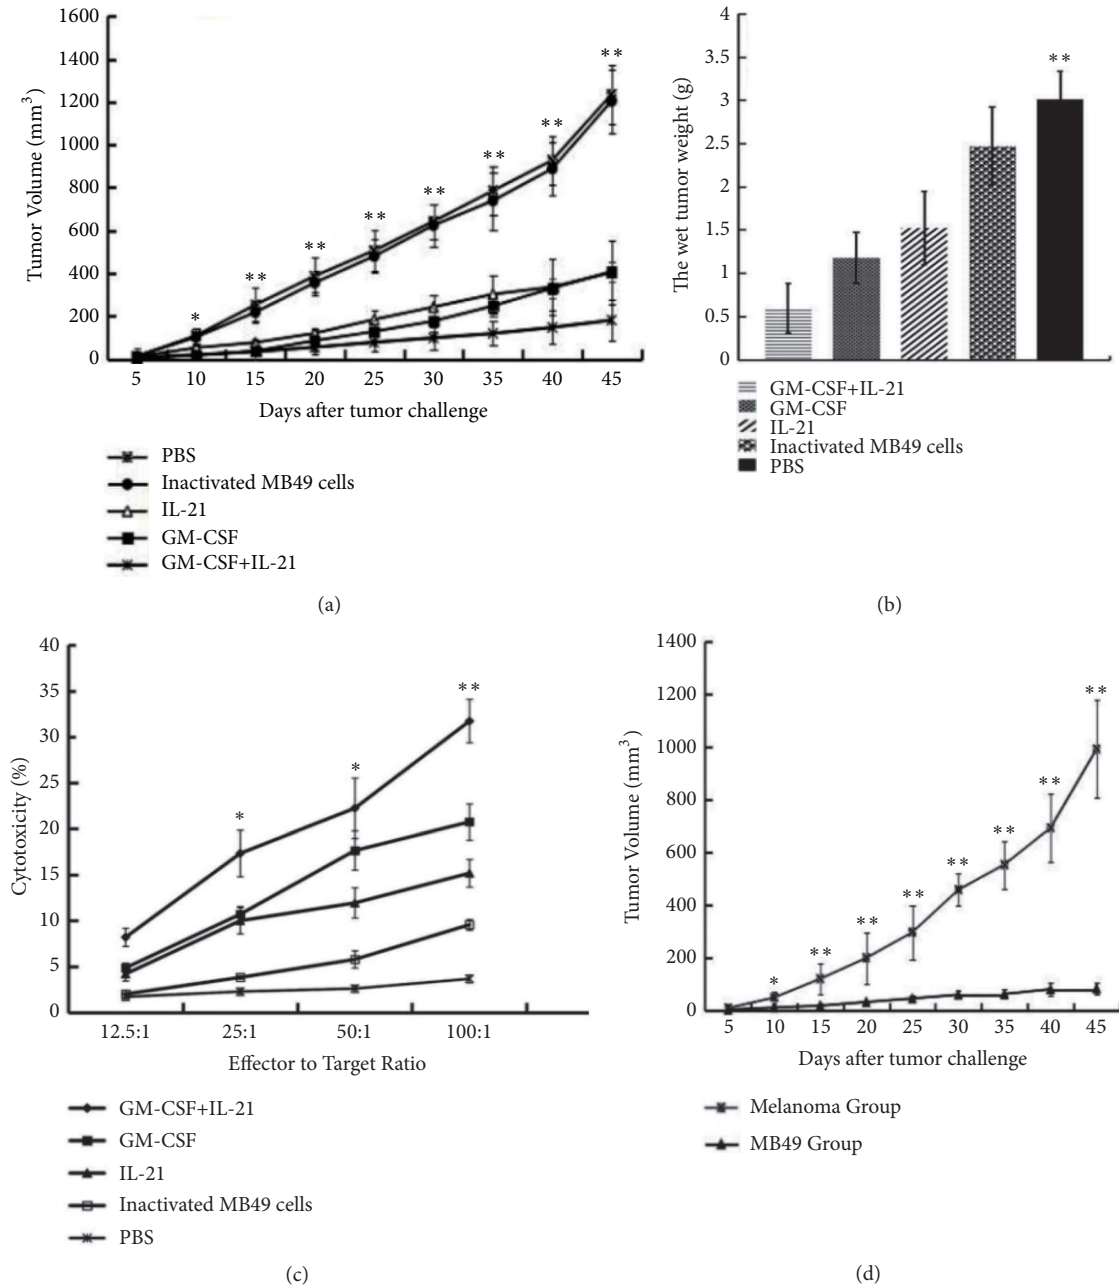 1600
1400
1200
1000
800
600
400
200
0
Tumor Volume (mm³)
* ** ** ** ** ** ** **
5 10 15 20 25 30 35 40 45
Days after tumor challenge
PBS
Inactivated MB49 cells
IL-21
GM-CSF
GM-CSF+IL-21
(a)
4
3.5
3
2.5
2
1.5
1
0.5
0
The wet tumor weight (g)
**
GM-CSF+IL-21
GM-CSF
IL-21
Inactivated MB49 cells
PBS
(b)
40
35
30
25
20
15
10
5
0
Cytotoxicity (%)
* * **
12.5:1 25:1 50:1 100:1
Effector to Target Ratio
GM-CSF+IL-21
GM-CSF
IL-21
Inactivated MB49 cells
PBS
(c)
1400
1200
1000
800
600
400
200
0
Tumor Volume (mm³)
* ** ** ** ** ** ** **
5 10 15 20 25 30 35 40 45
Days after tumor challenge
Melanoma Group
MB49 Group
(d)